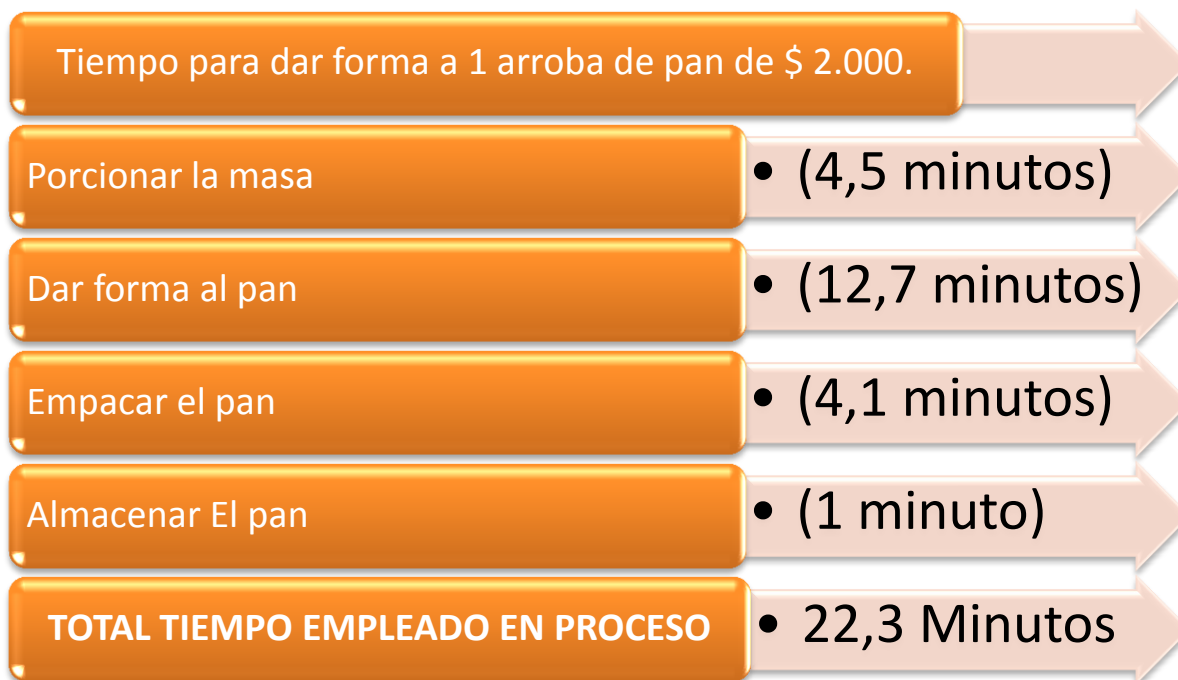 Tiempo para dar forma a 1 arroba de pan de $ 2.000.
Porcionar la masa
• (4,5 minutos)
Dar forma al pan
• (12,7 minutos)
Empacar el pan
• (4,1 minutos)
Almacenar El pan
• (1 minuto)
TOTAL TIEMPO EMPLEADO EN PROCESO
• 22,3 Minutos